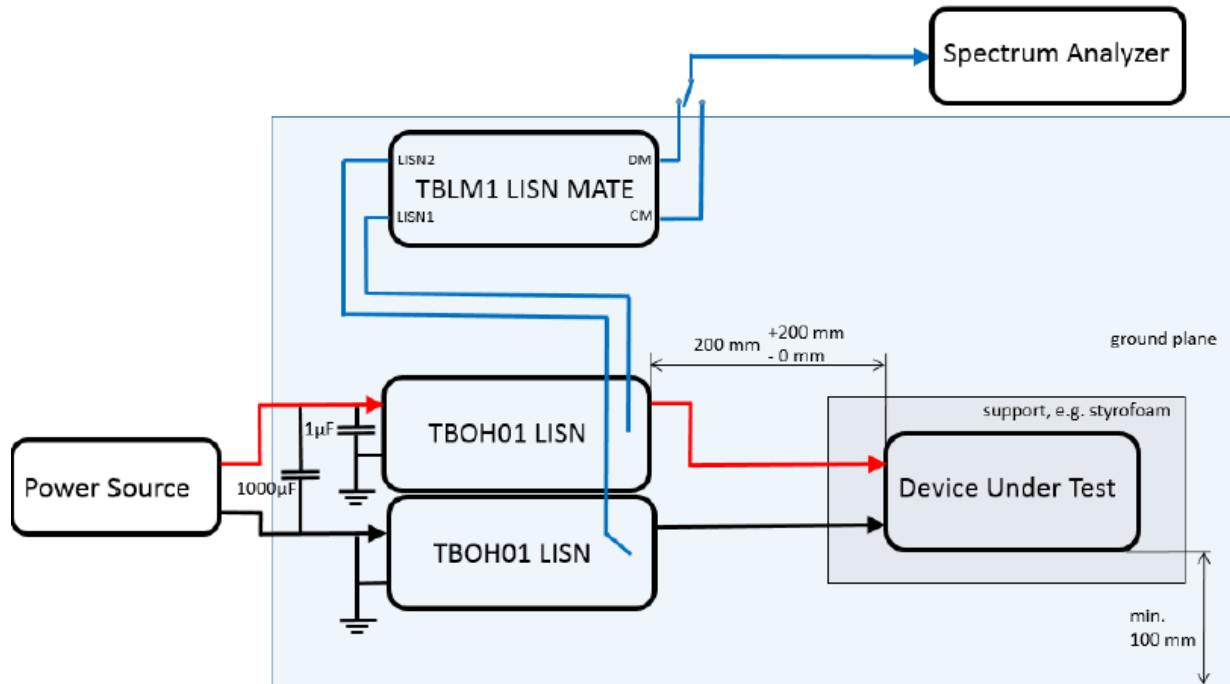 Spectrum Analyzer
LISN2
DM
TBLM1 LISN MATE
LISN1
CM
200 mm +200 mm
- 0 mm
ground plane
support, e.g. styrofoam
1µF
TBOH01 LISN
Power Source
1000µF
Device Under Test
TBOH01 LISN
min.
100 mm